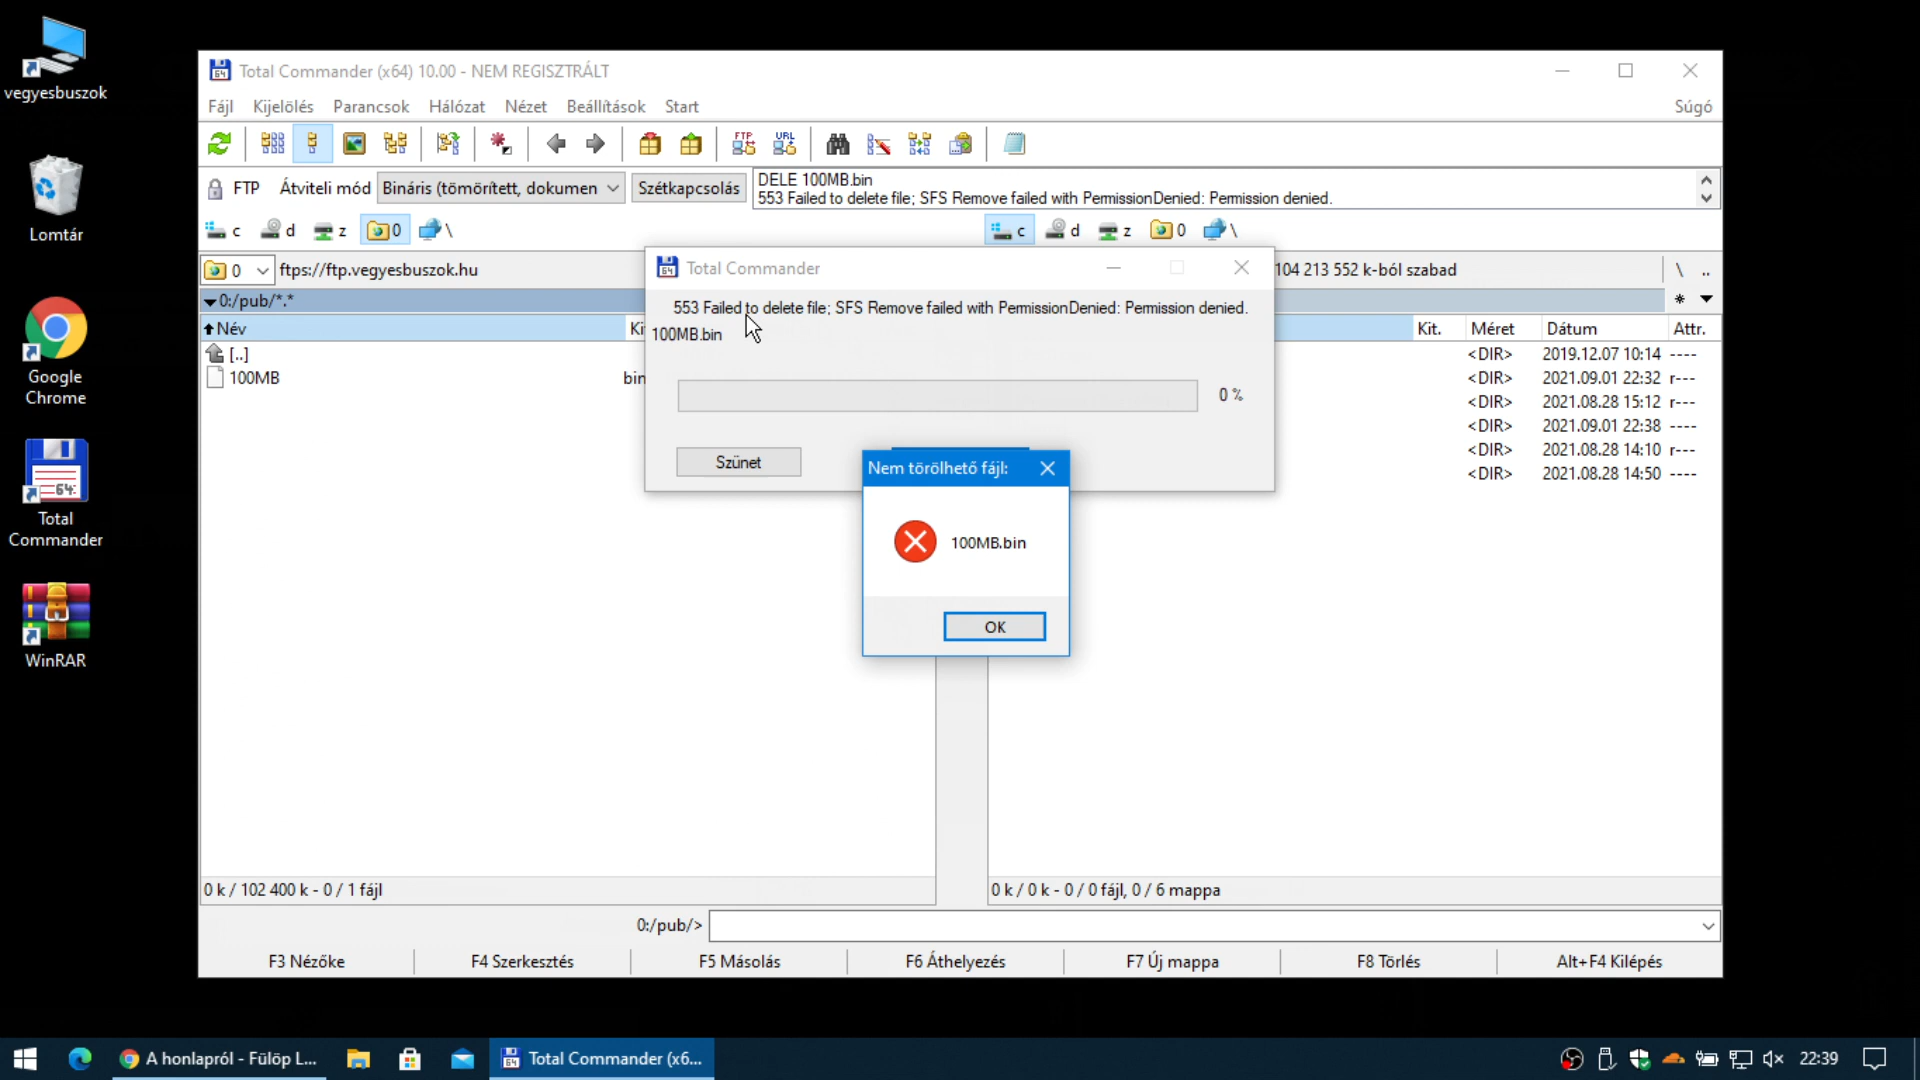 vegyesbuszok
Lomtár
Google
Chrome
Total
Commander
WinRAR
Total Commander (x64) 10.00 - NEM REGISZTRÁLT
Fájl Kijelölés Parancsok Hálózat Nézet Beállítások Start Súgó
FTP Átviteli mód Bináris (tömörített, dokumen Szétkapcsolás
DELE 100MB.bin
553 Failed to delete file; SFS Remove failed with PermissionDenied: Permission denied.
c d z 0 \ c d z 0 \
0 ftps://ftp.vegyesbuszok.hu 104 213 552 k-ból szabad \ ..
0:/pub/*.* * 
Név Ki Kit. Méret Dátum Attr.
[..]
100MB bin
<DIR> 2019.12.07 10:14 ----
<DIR> 2021.09.01 22:32 r---
<DIR> 2021.08.28 15:12 r---
<DIR> 2021.09.01 22:38 ----
<DIR> 2021.08.28 14:10 r---
<DIR> 2021.08.28 14:50 ----
Total Commander
553 Failed to delete file; SFS Remove failed with PermissionDenied: Permission denied.
100MB.bin
0 %
Szünet
Nem törölhető fájl:
100MB.bin
OK
0 k / 102 400 k - 0 / 1 fájl
0 k / 0 k - 0 / 0 fájl, 0 / 6 mappa
0:/pub/>
F3 Nézőke F4 Szerkesztés F5 Másolás F6 Áthelyezés F7 Új mappa F8 Törlés Alt+F4 Kilépés
A honlapról - Fülöp L... Total Commander (x6... 22:39